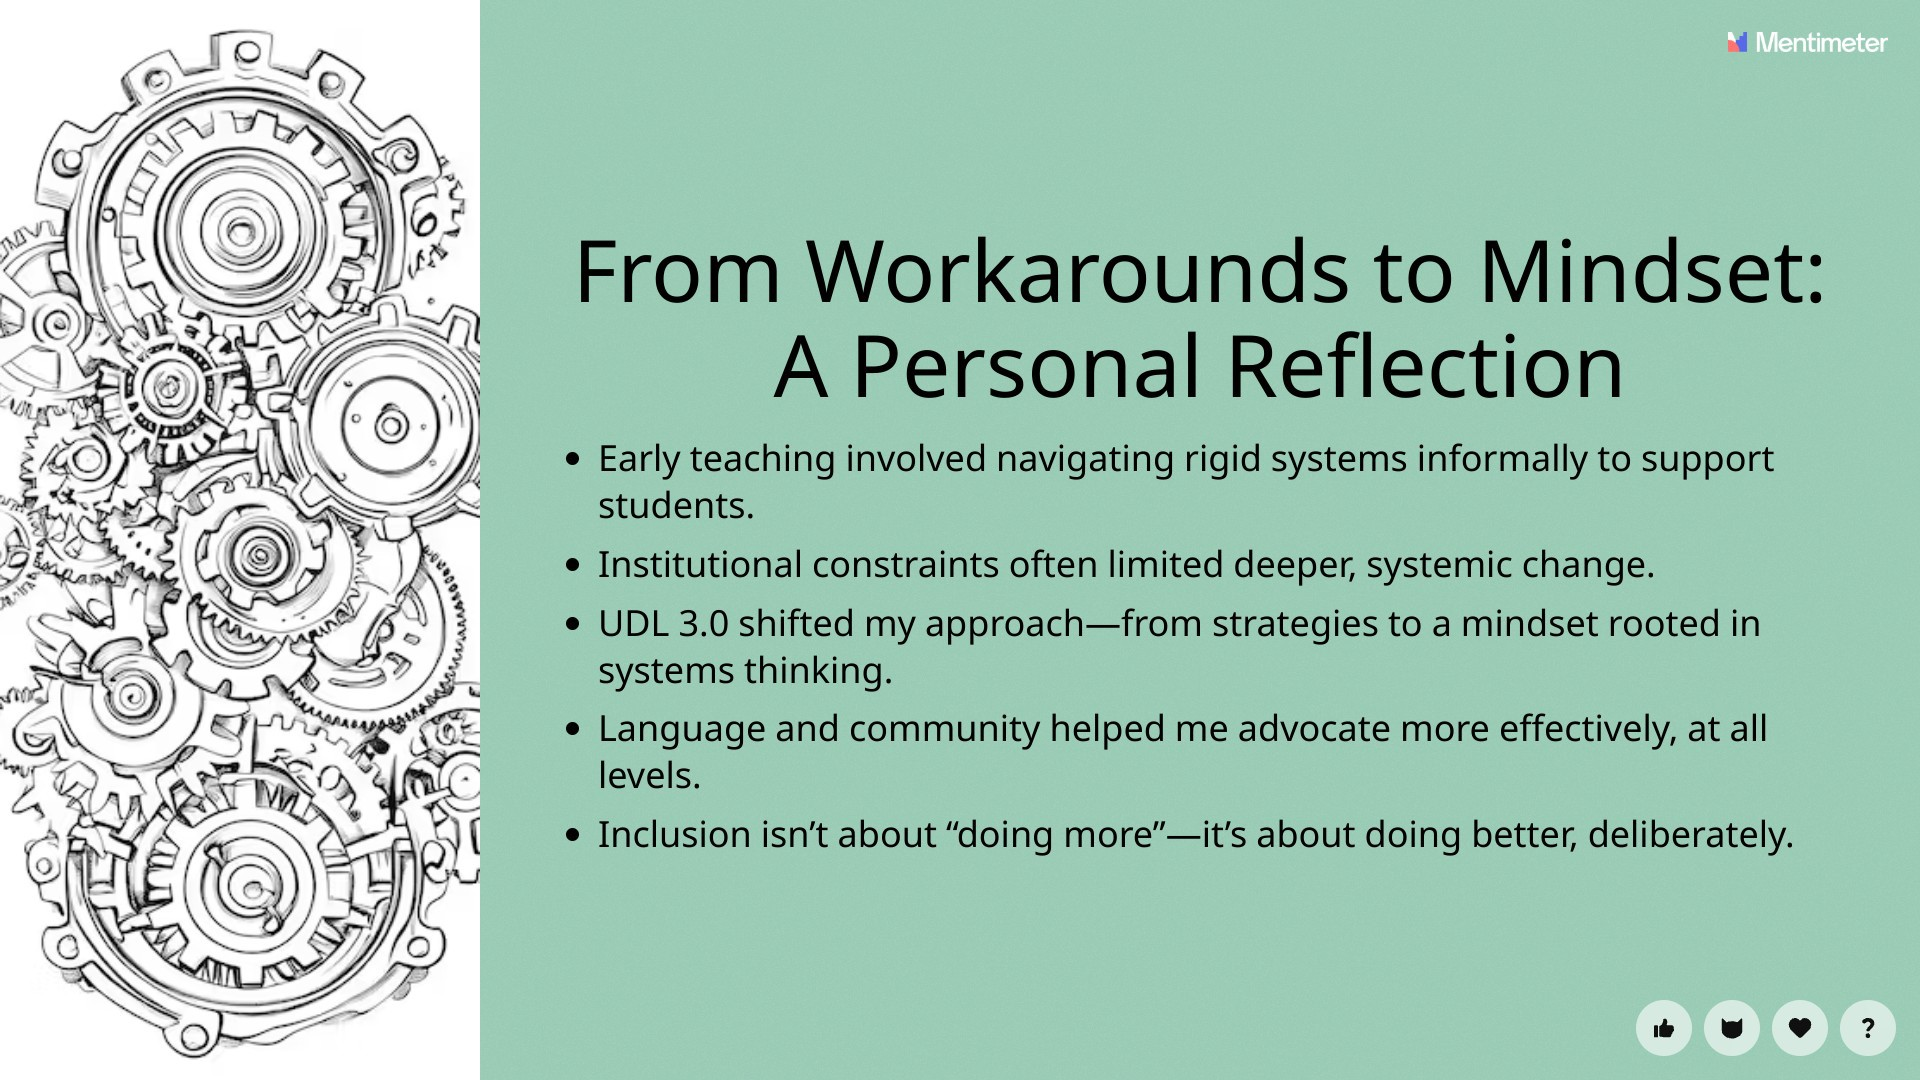 Mentimeter
From Workarounds to Mindset:
A Personal Reflection
• Early teaching involved navigating rigid systems informally to support
students.
• Institutional constraints often limited deeper, systemic change.
• UDL 3.0 shifted my approach—from strategies to a mindset rooted in
systems thinking.
• Language and community helped me advocate more effectively, at all
levels.
• Inclusion isn’t about “doing more”—it’s about doing better, deliberately.
?